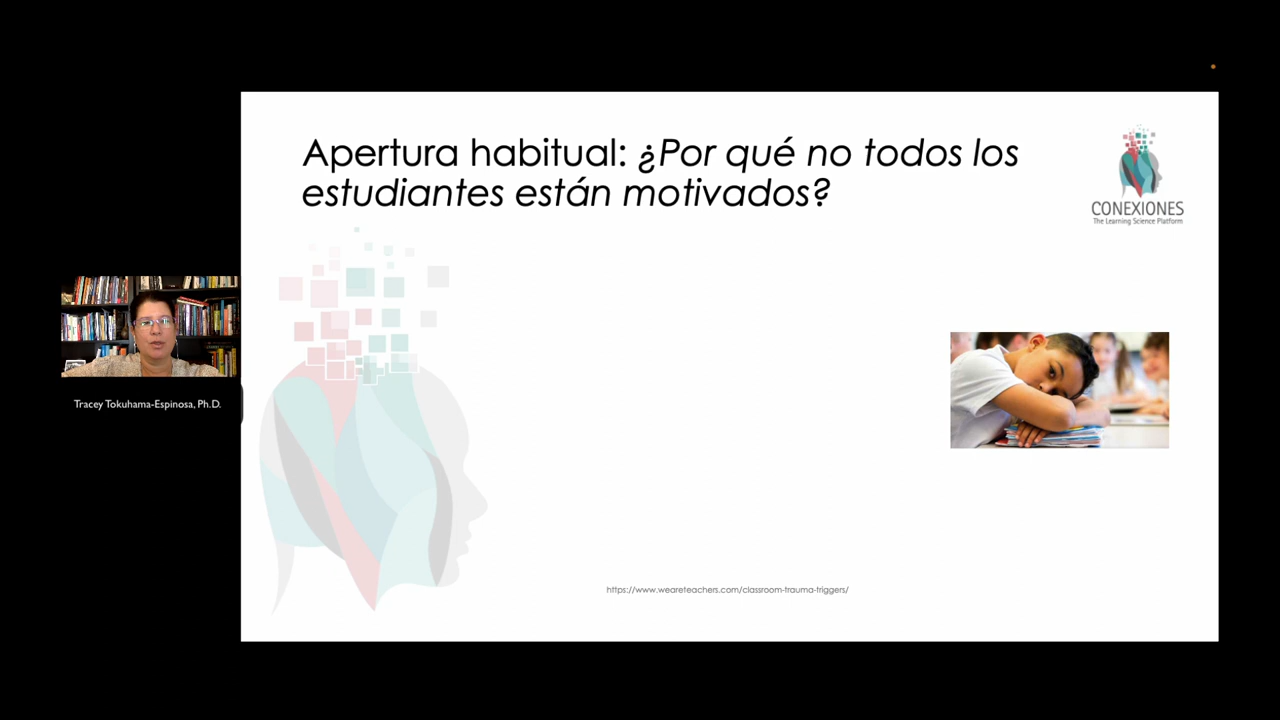 Apertura habitual: ¿Por qué no todos los
estudiantes están motivados?
CONEXIONES
The Learning Science Platform
Tracey Tokuhama-Espinosa, Ph.D.
https://www.weareteachers.com/classroom-trauma-triggers/